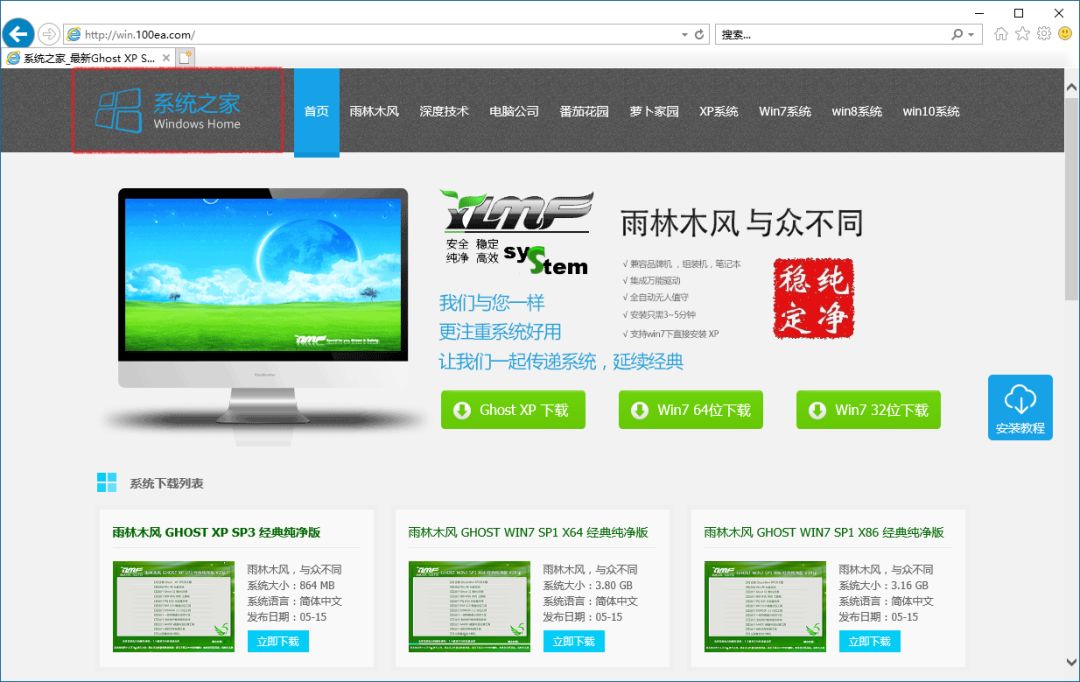 http://win.100ea.com/
搜索...
系统之家_最新Ghost XP S...
系统之家
Windows Home
首页
雨林木风
深度技术
电脑公司
番茄花园
萝卜家园
XP系统
Win7系统
win8系统
win10系统
YLMF
安全 稳定
纯净 高效
system
雨林木风 与众不同
√ 兼容品牌机，组装机，笔记本
√ 集成万能驱动
√ 全自动无人值守
√ 安装只需3~5分钟
√ 支持win7下直接安装 XP
稳纯
定净
我们与您一样
更注重系统好用
让我们一起传递系统，延续经典
Ghost XP 下载
Win7 64位下载
Win7 32位下载
安装教程
系统下载列表
雨林木风 GHOST XP SP3 经典纯净版
雨林木风，与众不同
系统大小：864 MB
系统语言：简体中文
发布日期：05-15
立即下载
雨林木风 GHOST WIN7 SP1 X64 经典纯净版
雨林木风，与众不同
系统大小：3.80 GB
系统语言：简体中文
发布日期：05-15
立即下载
雨林木风 GHOST WIN7 SP1 X86 经典纯净版
雨林木风，与众不同
系统大小：3.16 GB
系统语言：简体中文
发布日期：05-15
立即下载